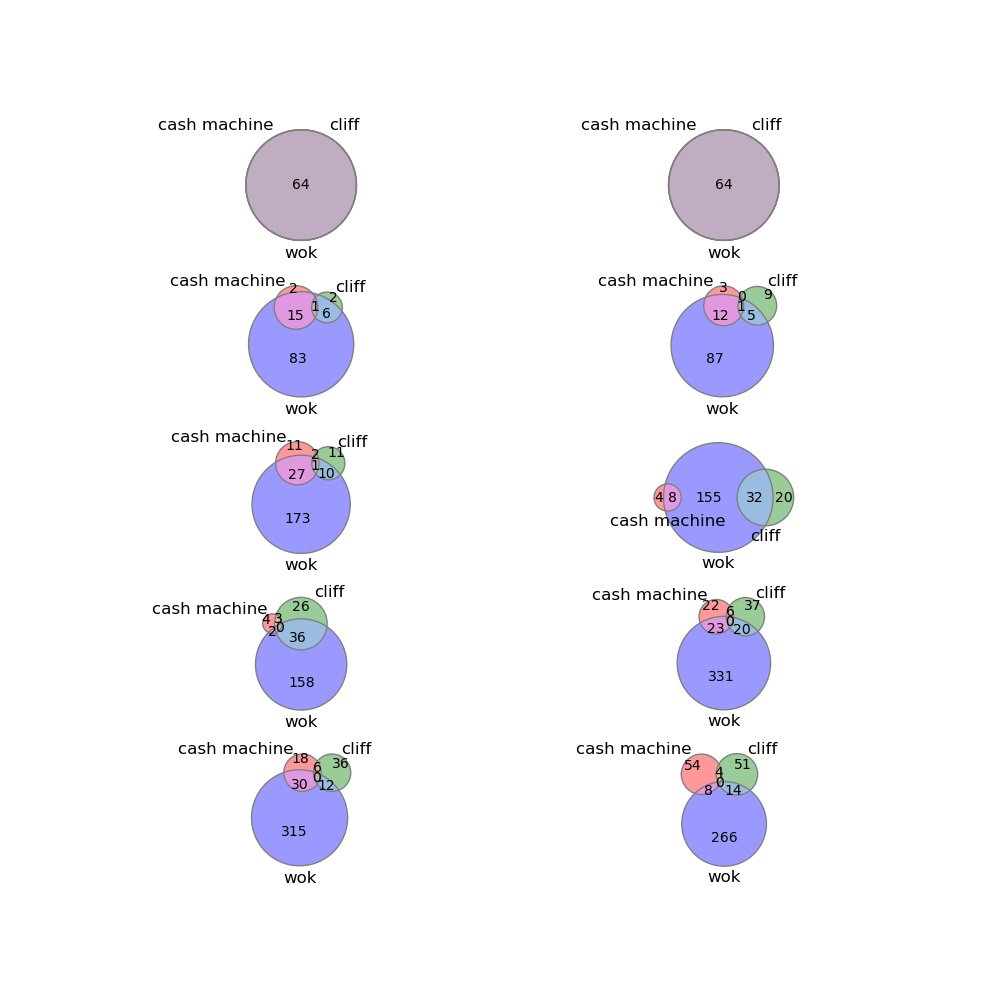 cash machine cliff
64
wok
cash machine cliff
64
wok
cash machine cliff
2 2
15 1 6
83
wok
cash machine cliff
3 0 9
12 1 5
87
wok
cash machine cliff
11 2 11
27 1 10
173
wok
4 8 155 32 20
cash machine
cliff
wok
cash machine cliff
4 3 26
2 0 36
158
wok
cash machine cliff
22 6 37
23 0 20
331
wok
cash machine cliff
18 6 36
30 0 12
315
wok
cash machine cliff
54 4 51
8 0 14
266
wok